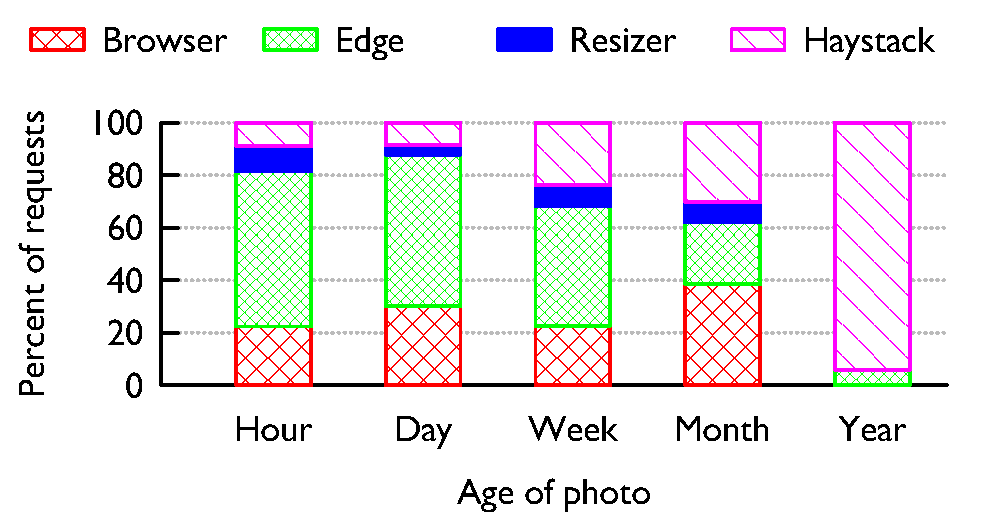 Browser Edge Resizer Haystack
Percent of requests
100
80
60
40
20
0
Hour Day Week Month Year
Age of photo